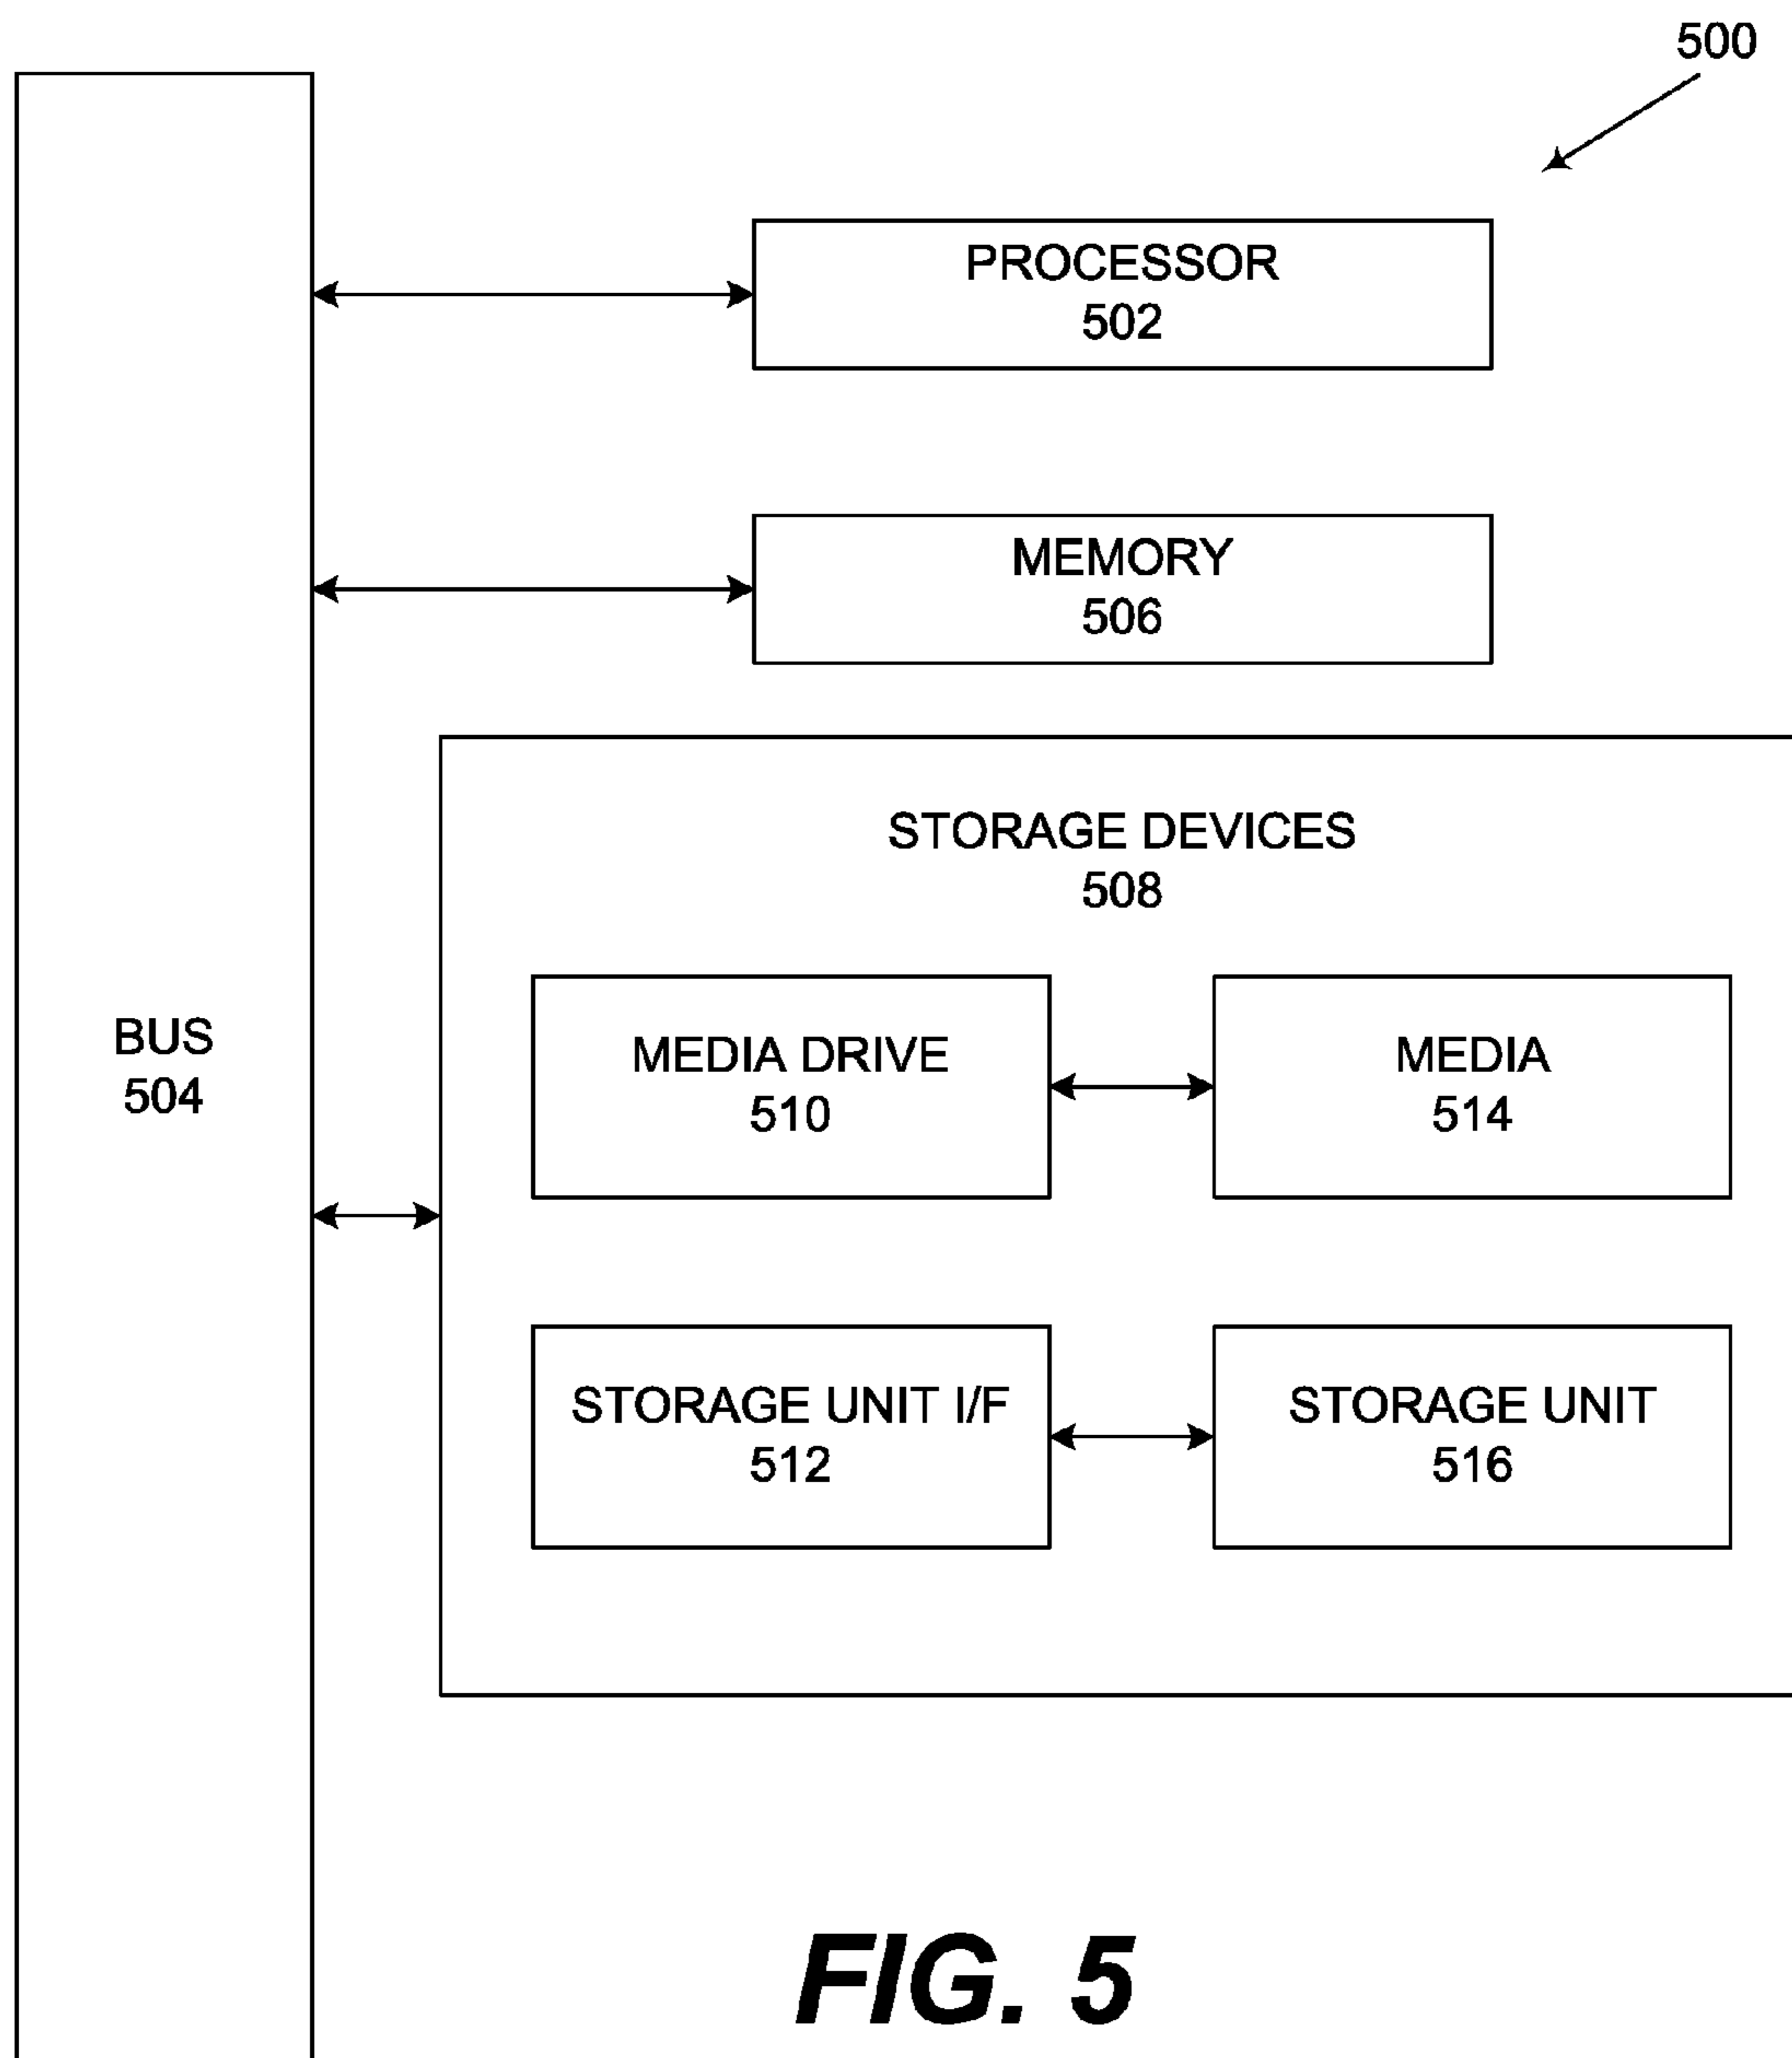 500
PROCESSOR
502
MEMORY
506
STORAGE DEVICES
508
BUS
504
MEDIA DRIVE
510
MEDIA
514
STORAGE UNIT I/F
512
STORAGE UNIT
516
FIG. 5